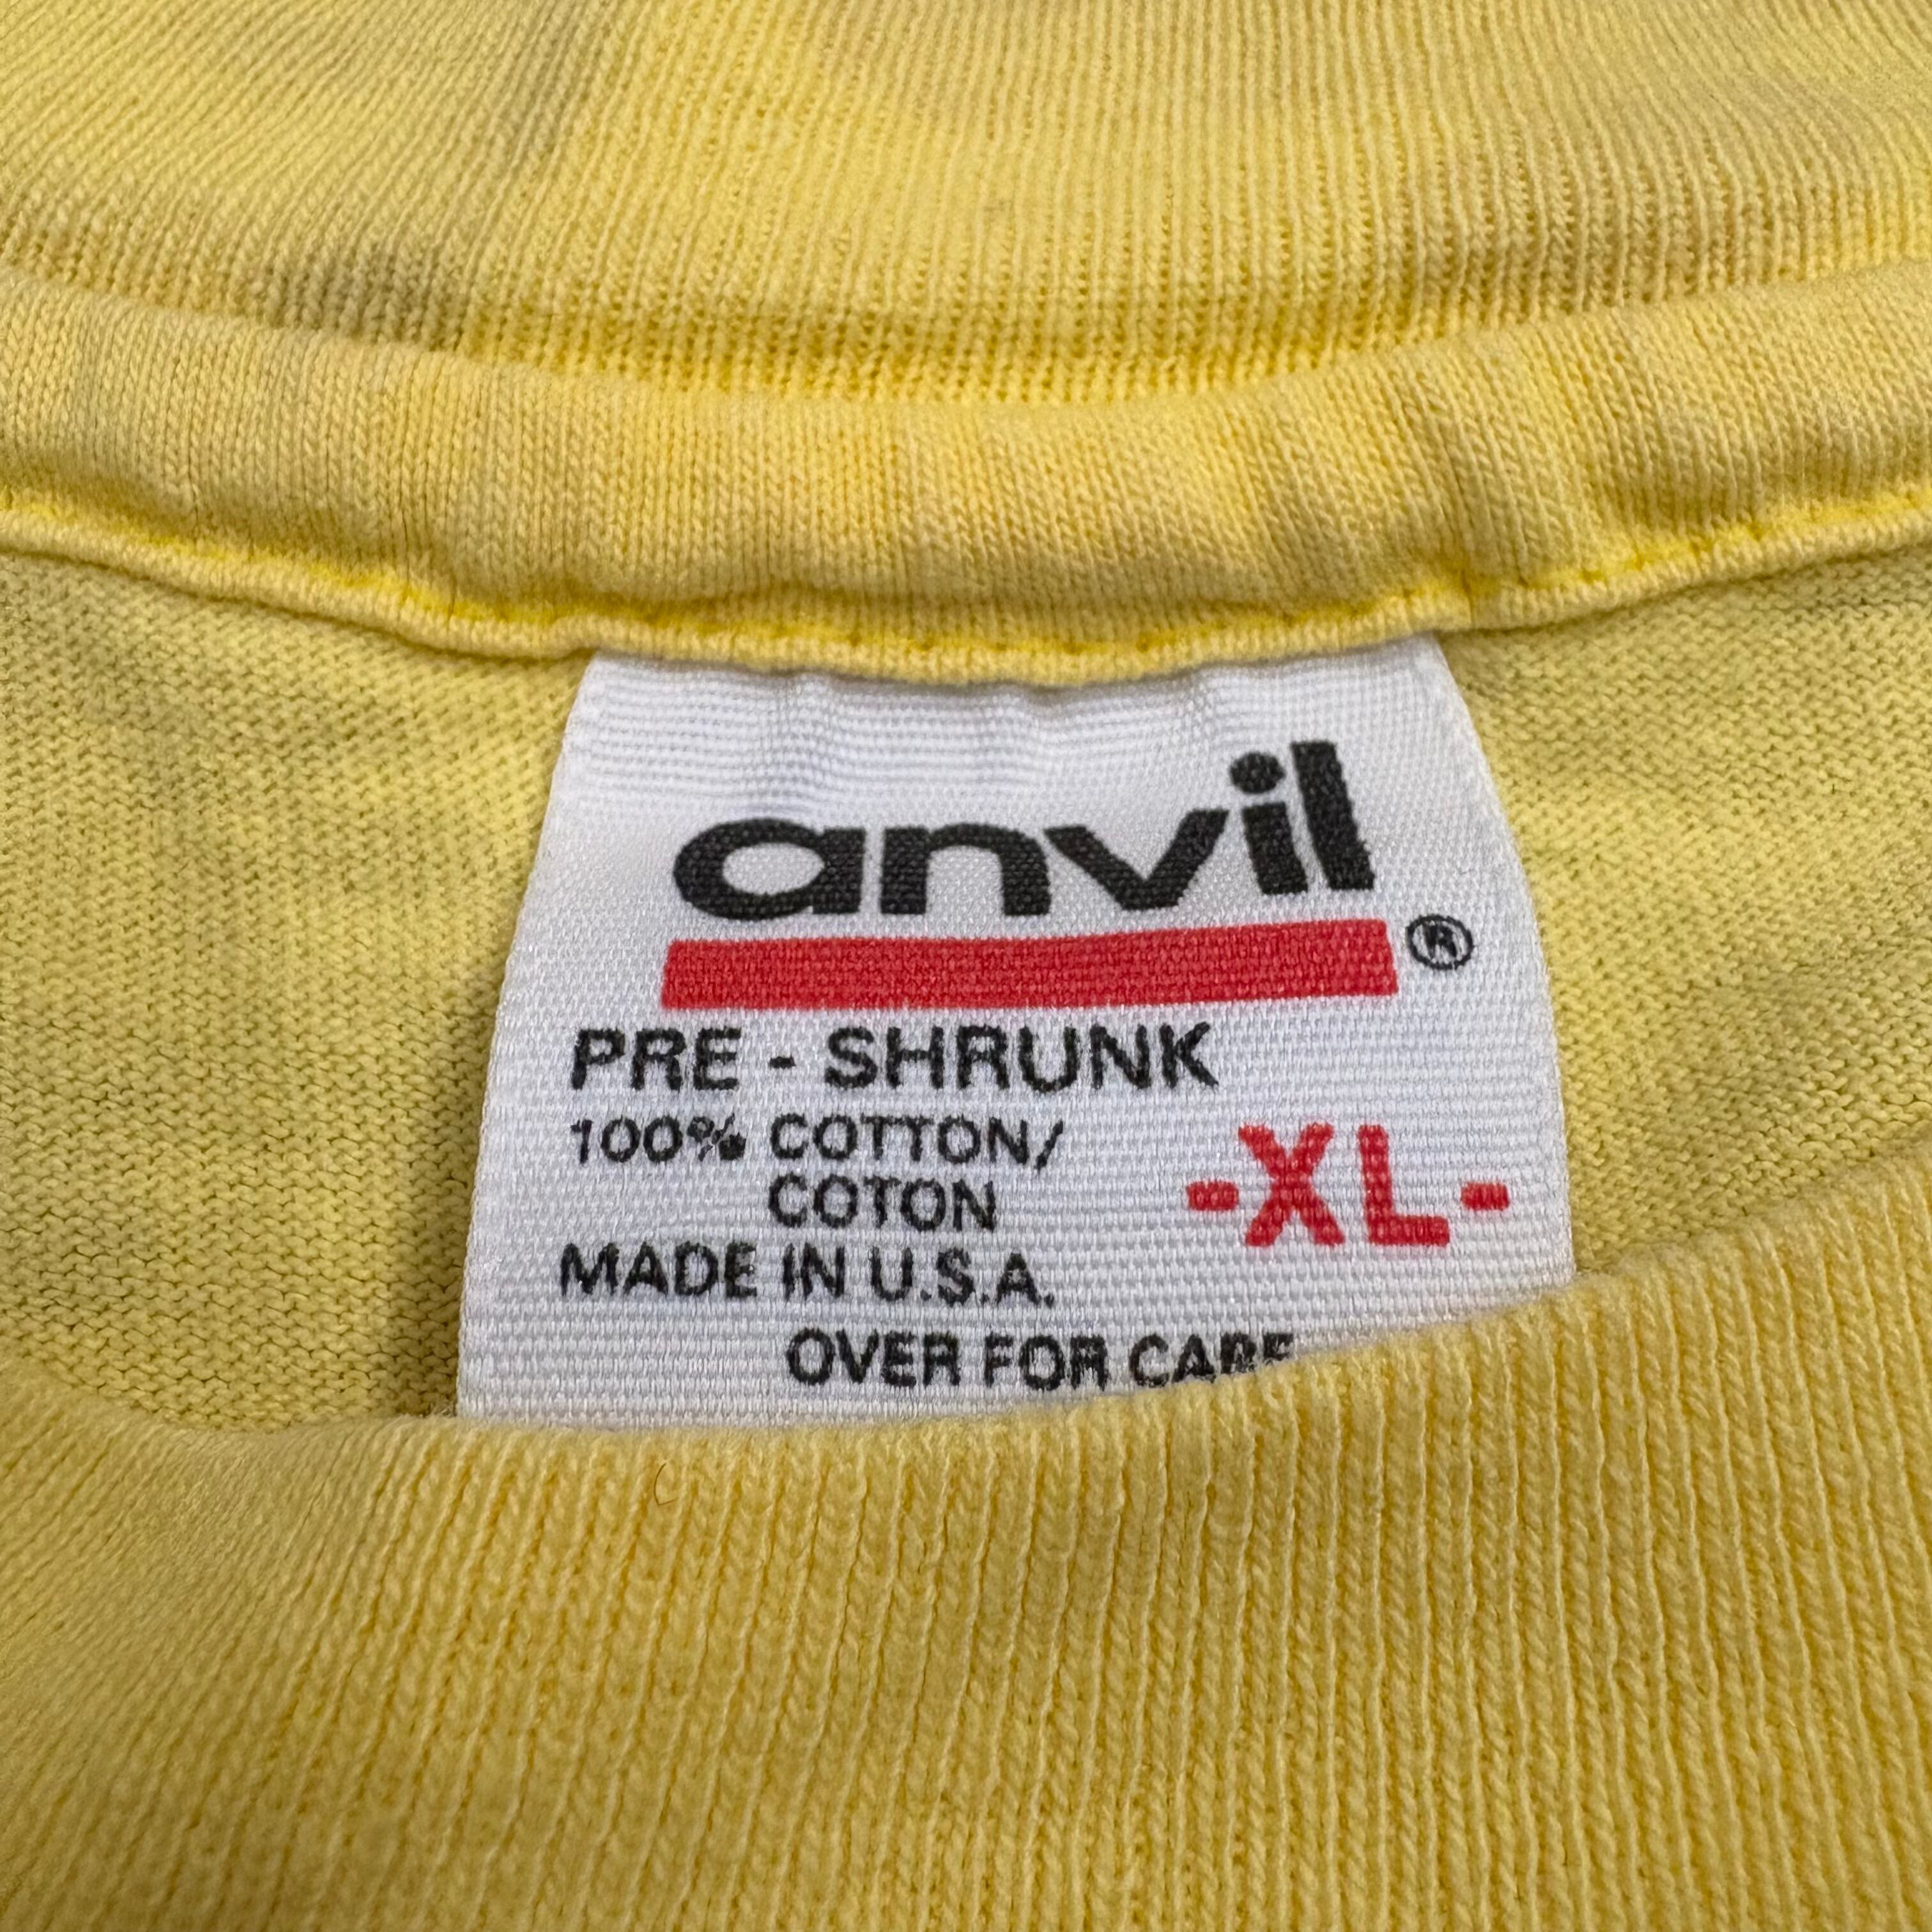 anvil
®
PRE - SHRUNK
100% COTTON/
COTON
-XL-
MADE IN U.S.A.
OVER FOR CARE